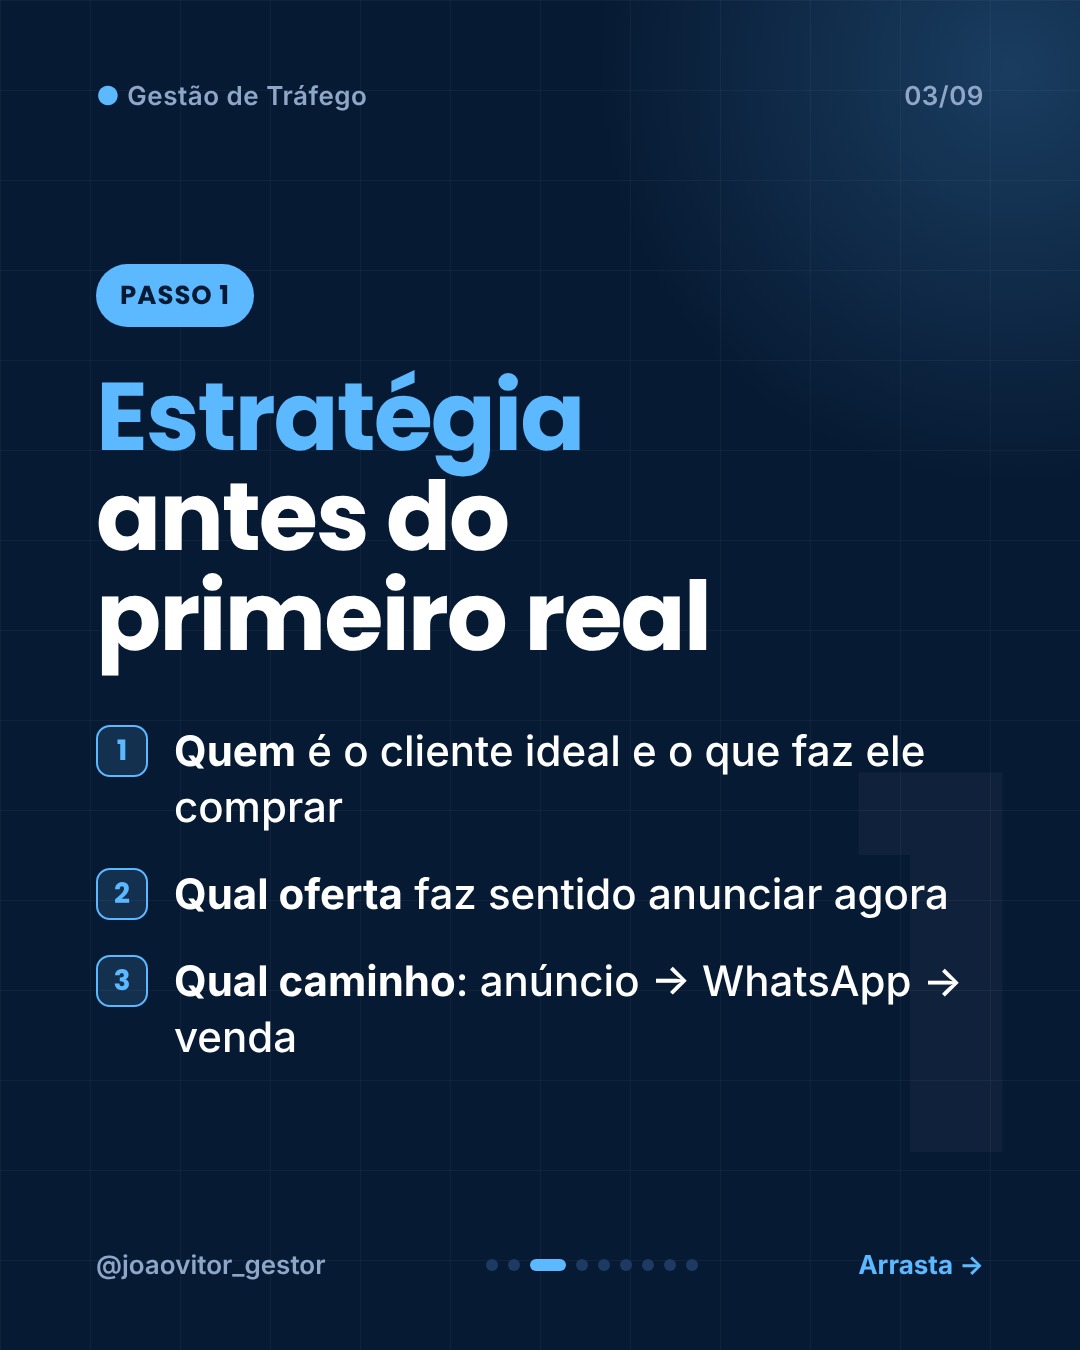 Gestão de Tráfego
03/09
PASSO 1
Estratégia
antes do
primeiro real
1 Quem é o cliente ideal e o que faz ele
comprar
2 Qual oferta faz sentido anunciar agora
3 Qual caminho: anúncio → WhatsApp →
venda
1
@joaovitor_gestor
Arrasta →